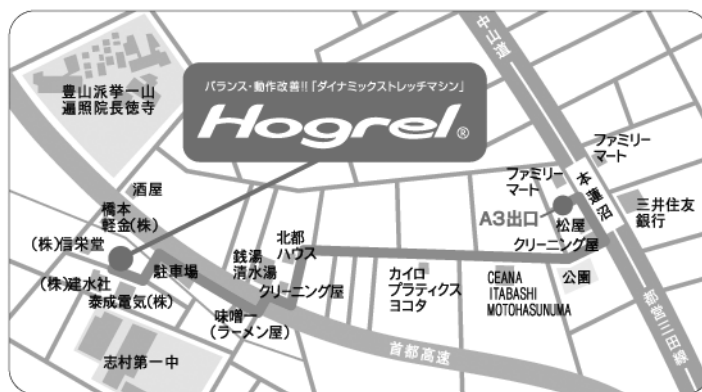 中山道
豊山派挙一山
遍照院長徳寺
バランス・動作改善!!「ダイナミックストレッチマシン」
Hogrel®
ファミリー
マート
ファミリー
マート
本蓮沼
三井住友
銀行
A3出口
松屋
クリーニング屋
酒屋
橋本
軽金(株)
(株)信栄堂
(株)建水社
泰成電気(株)
駐車場
銭湯
清水湯
北都
ハウス
クリーニング屋
味噌一
(ラーメン屋)
カイロ
プラティクス
ヨコタ
CEANA
ITABASHI
MOTOHASUNUMA
公園
志村第一中
首都高速
都営三田線